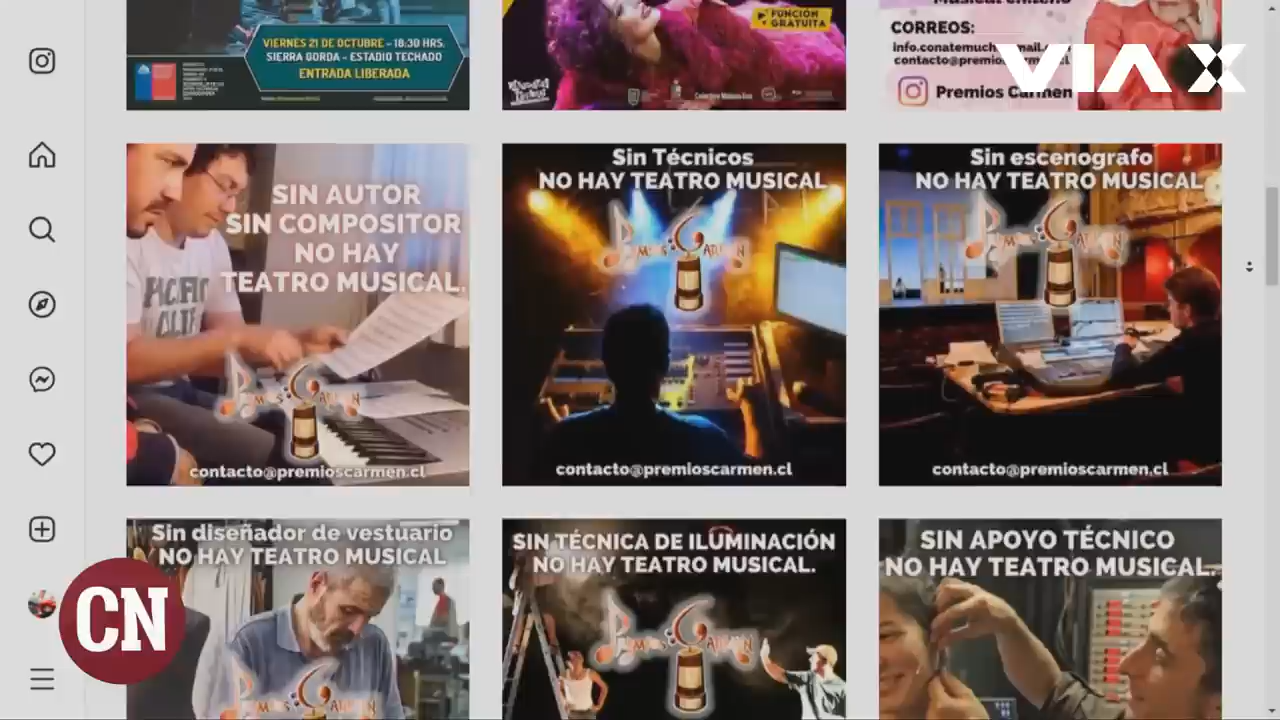 VIERNES 21 DE OCTUBRE - 18:30 HRS.
SIERRA GORDA - ESTADIO TECHADO
ENTRADA LIBERADA
FUNCIÓN
GRATUITA
CORREOS:
Premios Carmen
VIA X
SIN AUTOR
SIN COMPOSITOR
NO HAY
TEATRO MUSICAL.
PACIFIC
contacto@premioscarmen.cl
Sin Técnicos
NO HAY TEATRO MUSICAL
contacto@premioscarmen.cl
Sin escenografo
NO HAY TEATRO MUSICAL
contacto@premioscarmen.cl
Sin diseñador de vestuario
NO HAY TEATRO MUSICAL
SIN TÉCNICA DE ILUMINACIÓN
NO HAY TEATRO MUSICAL.
SIN APOYO TÉCNICO
NO HAY TEATRO MUSICAL.
CN